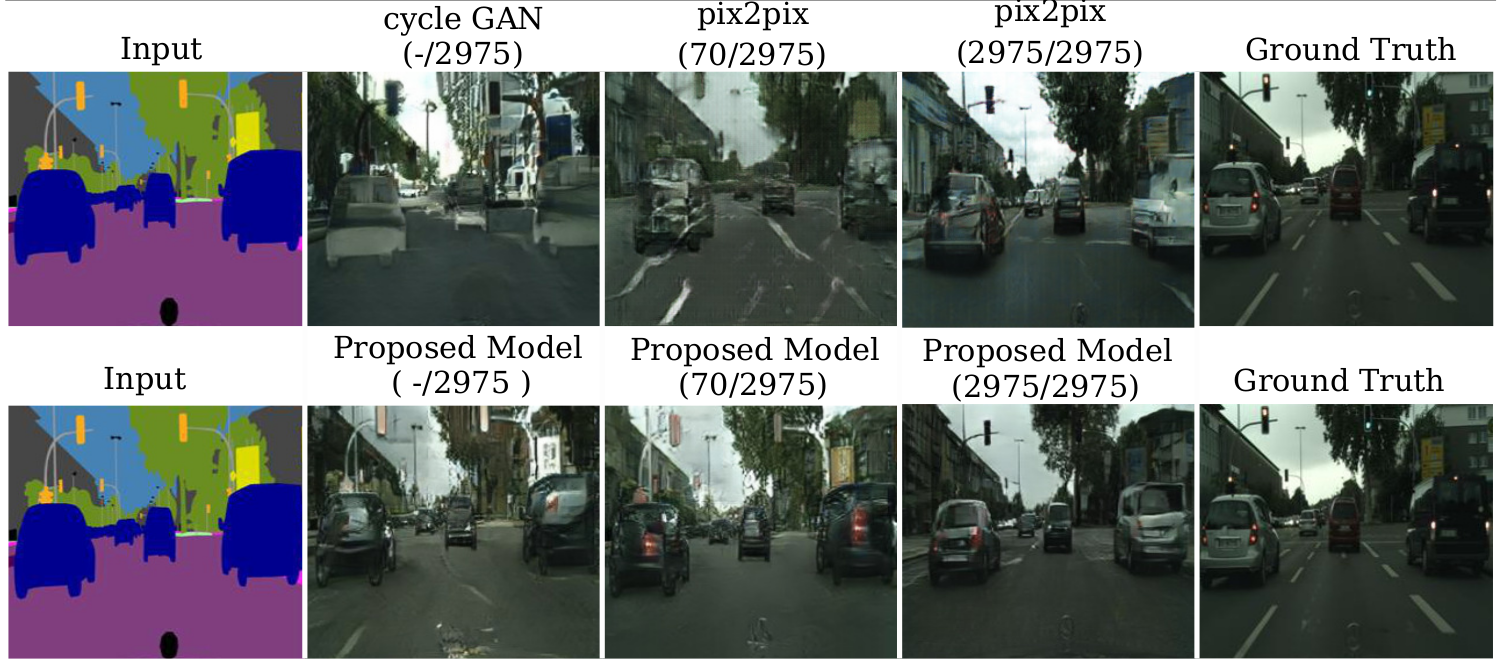 Input
cycle GAN
(-/2975)
pix2pix
(70/2975)
pix2pix
(2975/2975)
Ground Truth
Input
Proposed Model
( -/2975 )
Proposed Model
(70/2975)
Proposed Model
(2975/2975)
Ground Truth